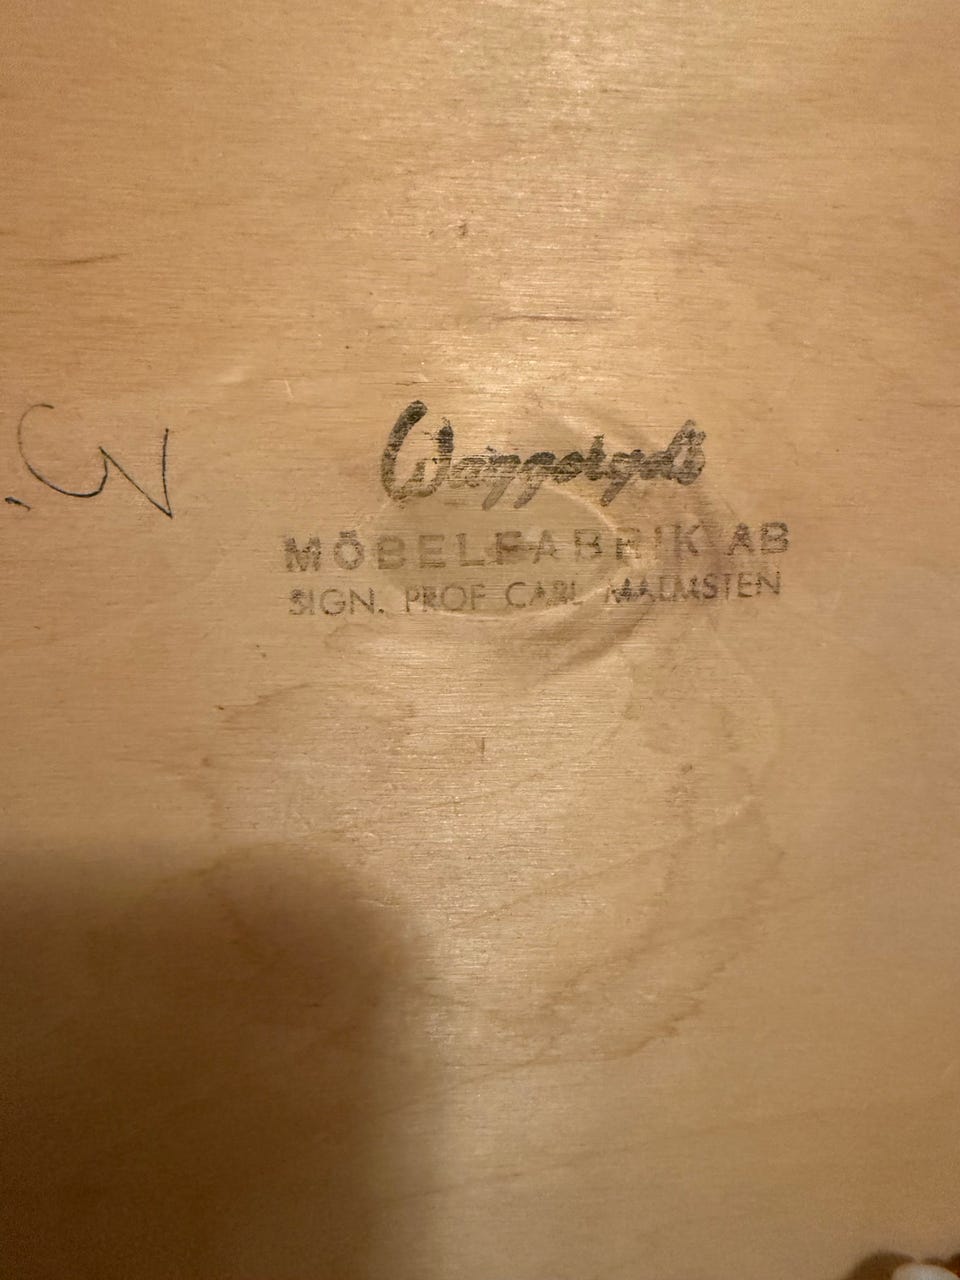 Waggeryds
MÖBELFABRIK AB
SIGN. PROF CARL MALMSTEN